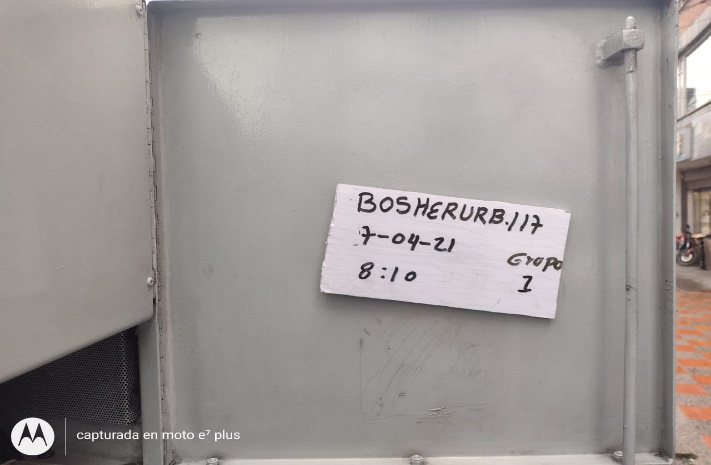 BOSHERURB.117
7-04-21
8:10
Grupo
I
capturada en moto e⁷ plus